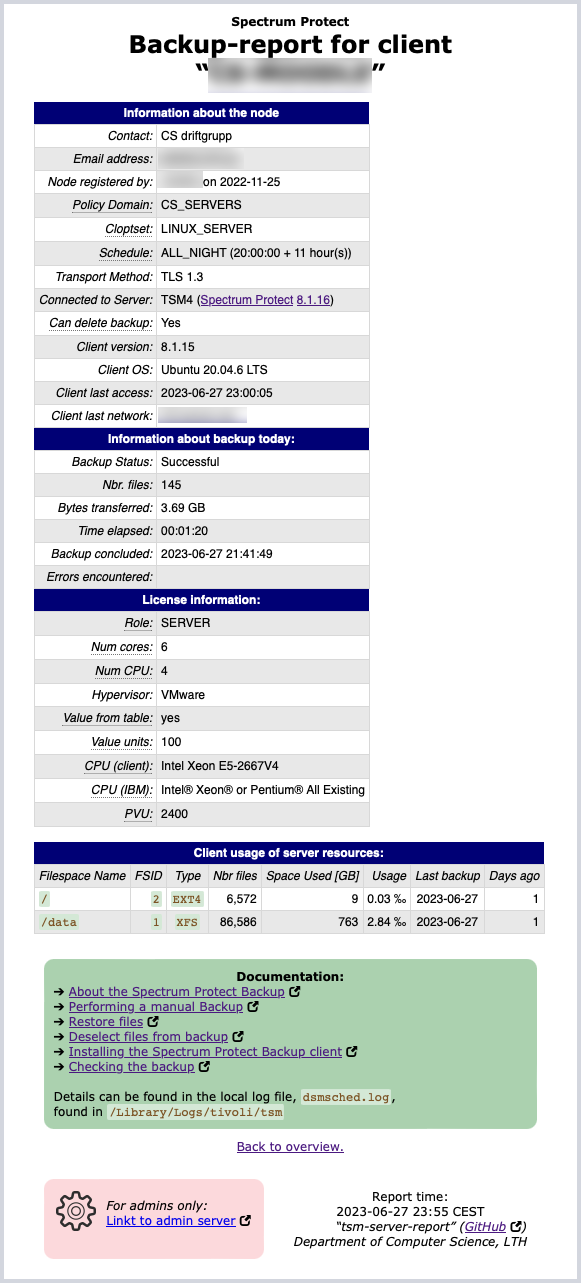 Spectrum Protect
Backup-report for client
“”
Information about the node
Contact: CS driftgrupp
Email address:
Node registered by: on 2022-11-25
Policy Domain: CS_SERVERS
Cloptset: LINUX_SERVER
Schedule: ALL_NIGHT (20:00:00 + 11 hour(s))
Transport Method: TLS 1.3
Connected to Server: TSM4 (Spectrum Protect 8.1.16)
Can delete backup: Yes
Client version: 8.1.15
Client OS: Ubuntu 20.04.6 LTS
Client last access: 2023-06-27 23:00:05
Client last network:
Information about backup today:
Backup Status: Successful
Nbr. files: 145
Bytes transferred: 3.69 GB
Time elapsed: 00:01:20
Backup concluded: 2023-06-27 21:41:49
Errors encountered:
License information:
Role: SERVER
Num cores: 6
Num CPU: 4
Hypervisor: VMware
Value from table: yes
Value units: 100
CPU (client): Intel Xeon E5-2667V4
CPU (IBM): Intel® Xeon® or Pentium® All Existing
PVU: 2400
Client usage of server resources:
Filespace Name FSID Type Nbr files Space Used [GB] Usage Last backup Days ago
/ 2 EXT4 6,572 9 0.03 ‰ 2023-06-27 1
/data 1 XFS 86,586 763 2.84 ‰ 2023-06-27 1
Documentation:
➔ About the Spectrum Protect Backup
➔ Performing a manual Backup
➔ Restore files
➔ Deselect files from backup
➔ Installing the Spectrum Protect Backup client
➔ Checking the backup
Details can be found in the local log file, dsmsched.log,
found in /Library/Logs/tivoli/tsm
Back to overview.
For admins only:
Linkt to admin server
Report time:
2023-06-27 23:55 CEST
“tsm-server-report” (GitHub)
Department of Computer Science, LTH